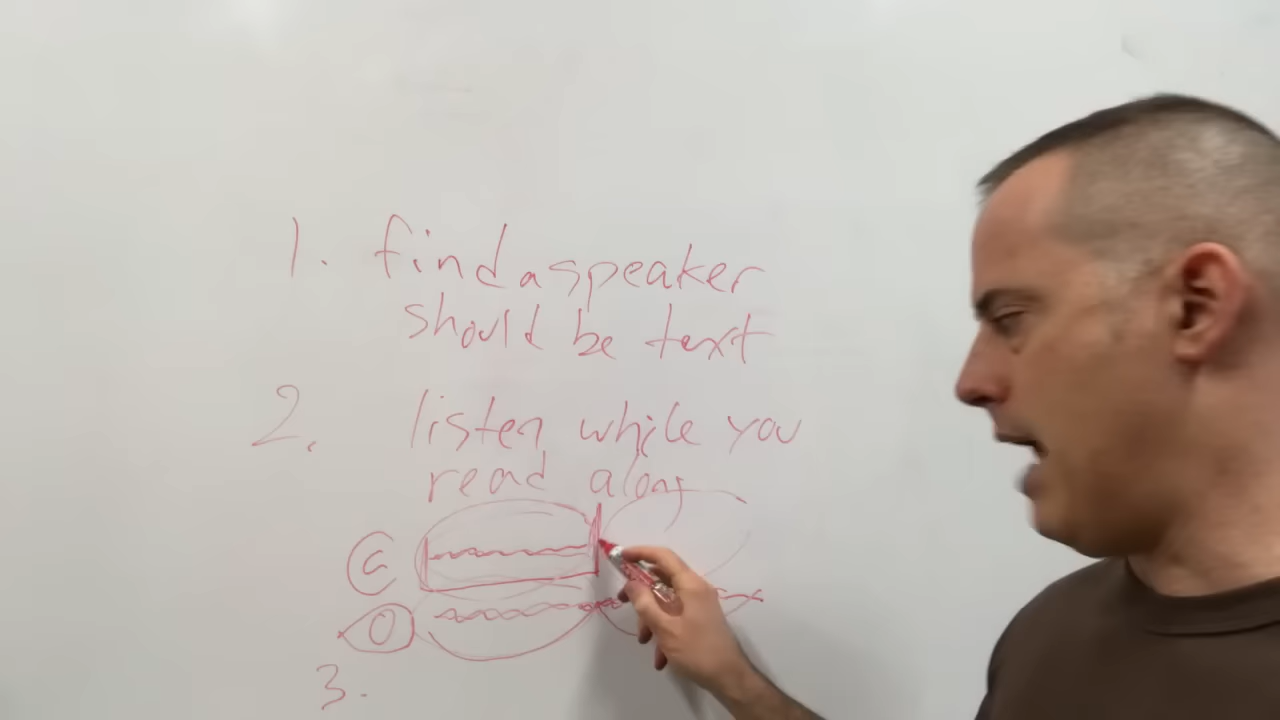 1. find a speaker
should be text
2. listen while you
read along
3.